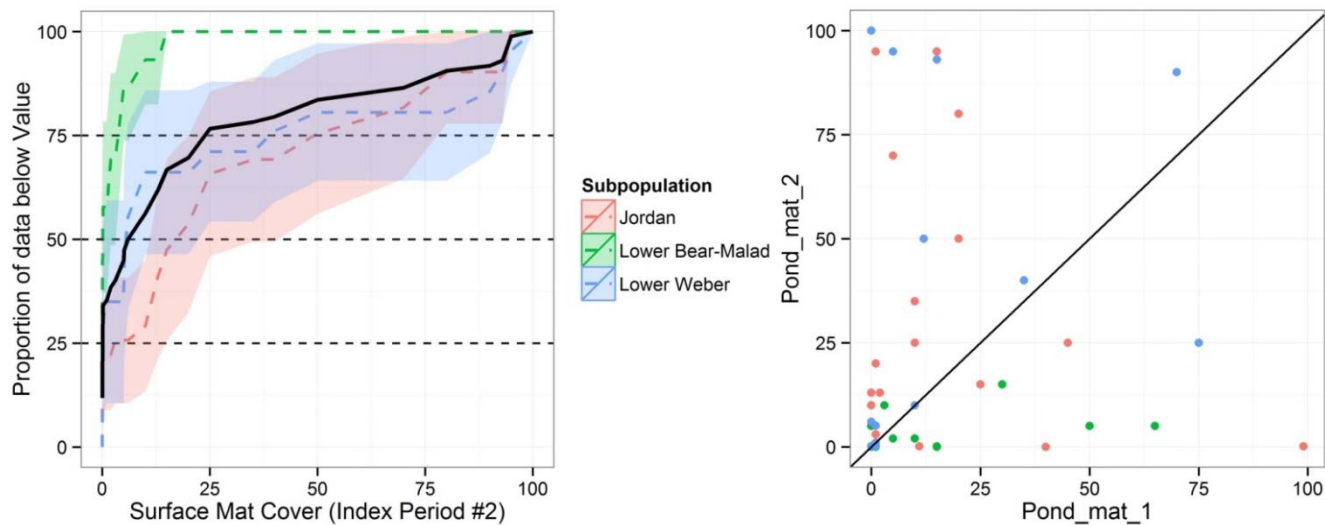 100
75
50
25
0
Proportion of data below Value
0 25 50 75 100
Surface Mat Cover (Index Period #2)
Subpopulation
Jordan
Lower Bear-Malad
Lower Weber
100
75
50
25
0
Pond_mat_2
0 25 50 75 100
Pond_mat_1